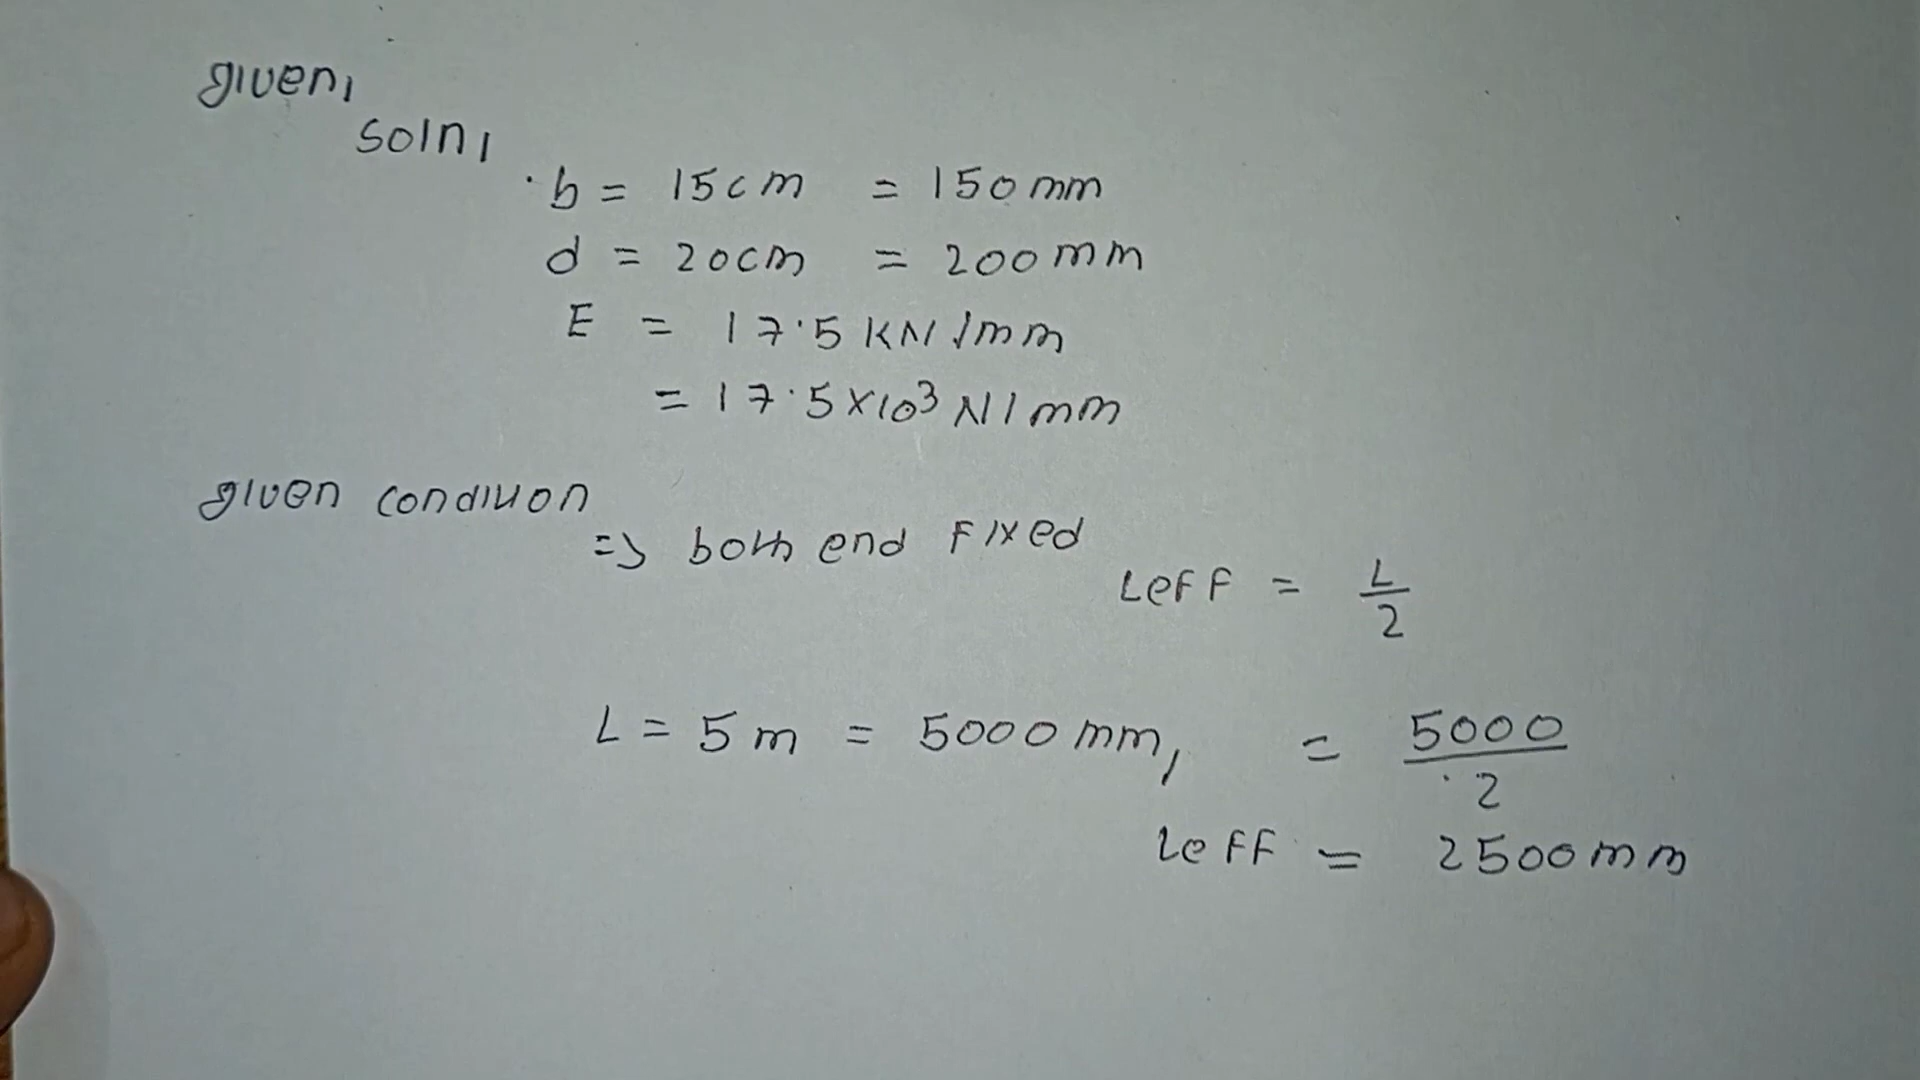 given,
soln,
b = 15cm = 150mm
d = 20cm = 200mm
E = 17.5 KN/mm
= 17.5×10³ N/mm
given condition
=> both end Fixed
Leff = L/2
L = 5m = 5000mm, = 5000/2
Leff = 2500mm